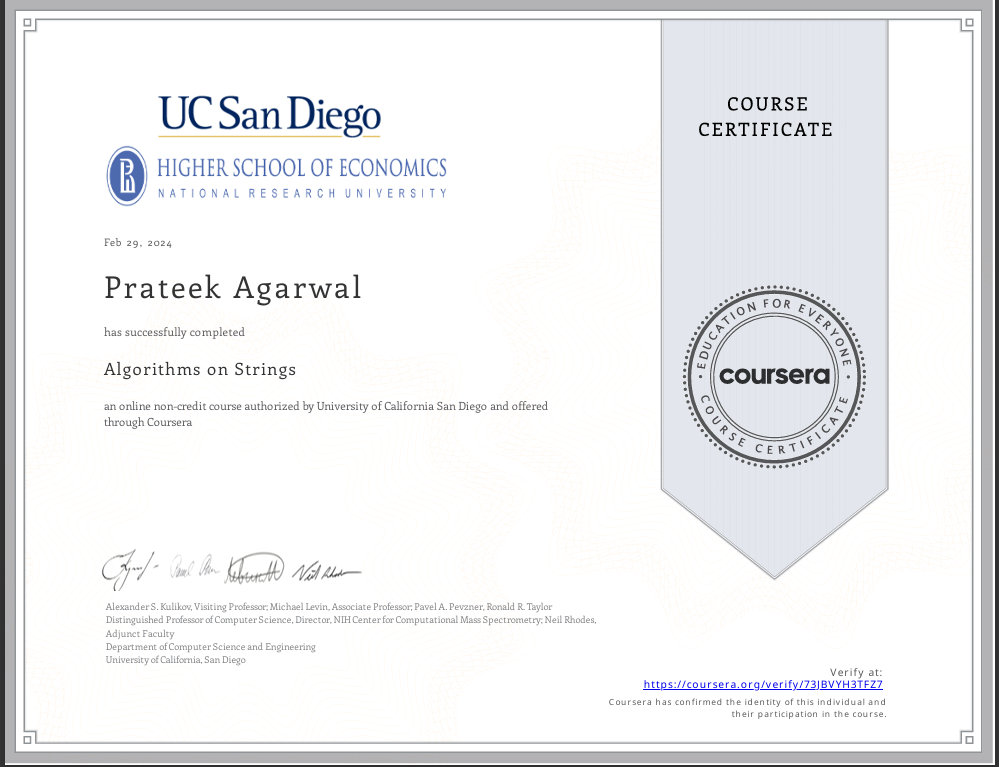 UC San Diego
HIGHER SCHOOL OF ECONOMICS
NATIONAL RESEARCH UNIVERSITY
Feb 29, 2024
Prateek Agarwal
has successfully completed
Algorithms on Strings
an online non-credit course authorized by University of California San Diego and offered
through Coursera
Alexander S. Kulikov, Visiting Professor; Michael Levin, Associate Professor; Pavel A. Pevzner, Ronald R. Taylor
Distinguished Professor of Computer Science, Director, NIH Center for Computational Mass Spectrometry; Neil Rhodes,
Adjunct Faculty
Department of Computer Science and Engineering
University of California, San Diego
COURSE
CERTIFICATE
EDUCATION FOR EVERYONE
coursera
COURSE CERTIFICATE
Verify at:
https://coursera.org/verify/73JBVYH3TFZ7
Coursera has confirmed the identity of this individual and
their participation in the course.